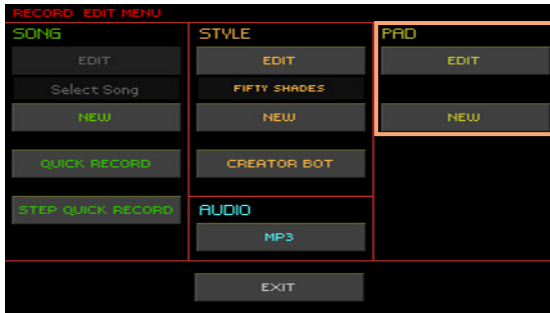 RECORD EDIT MENU
SONG
EDIT
Select Song
NEW
QUICK RECORD
STEP QUICK RECORD
STYLE
EDIT
FIFTY SHADES
NEW
CREATOR BOT
AUDIO
MP3
PAD
EDIT
NEW
EXIT